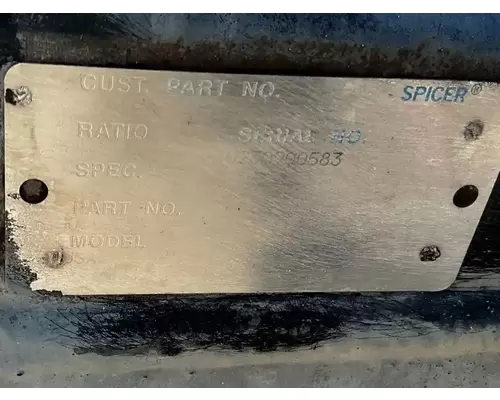 CUST. PART NO.
SPICER®
RATIO
SERIAL NO.
SPEC.
PART NO.
MODEL